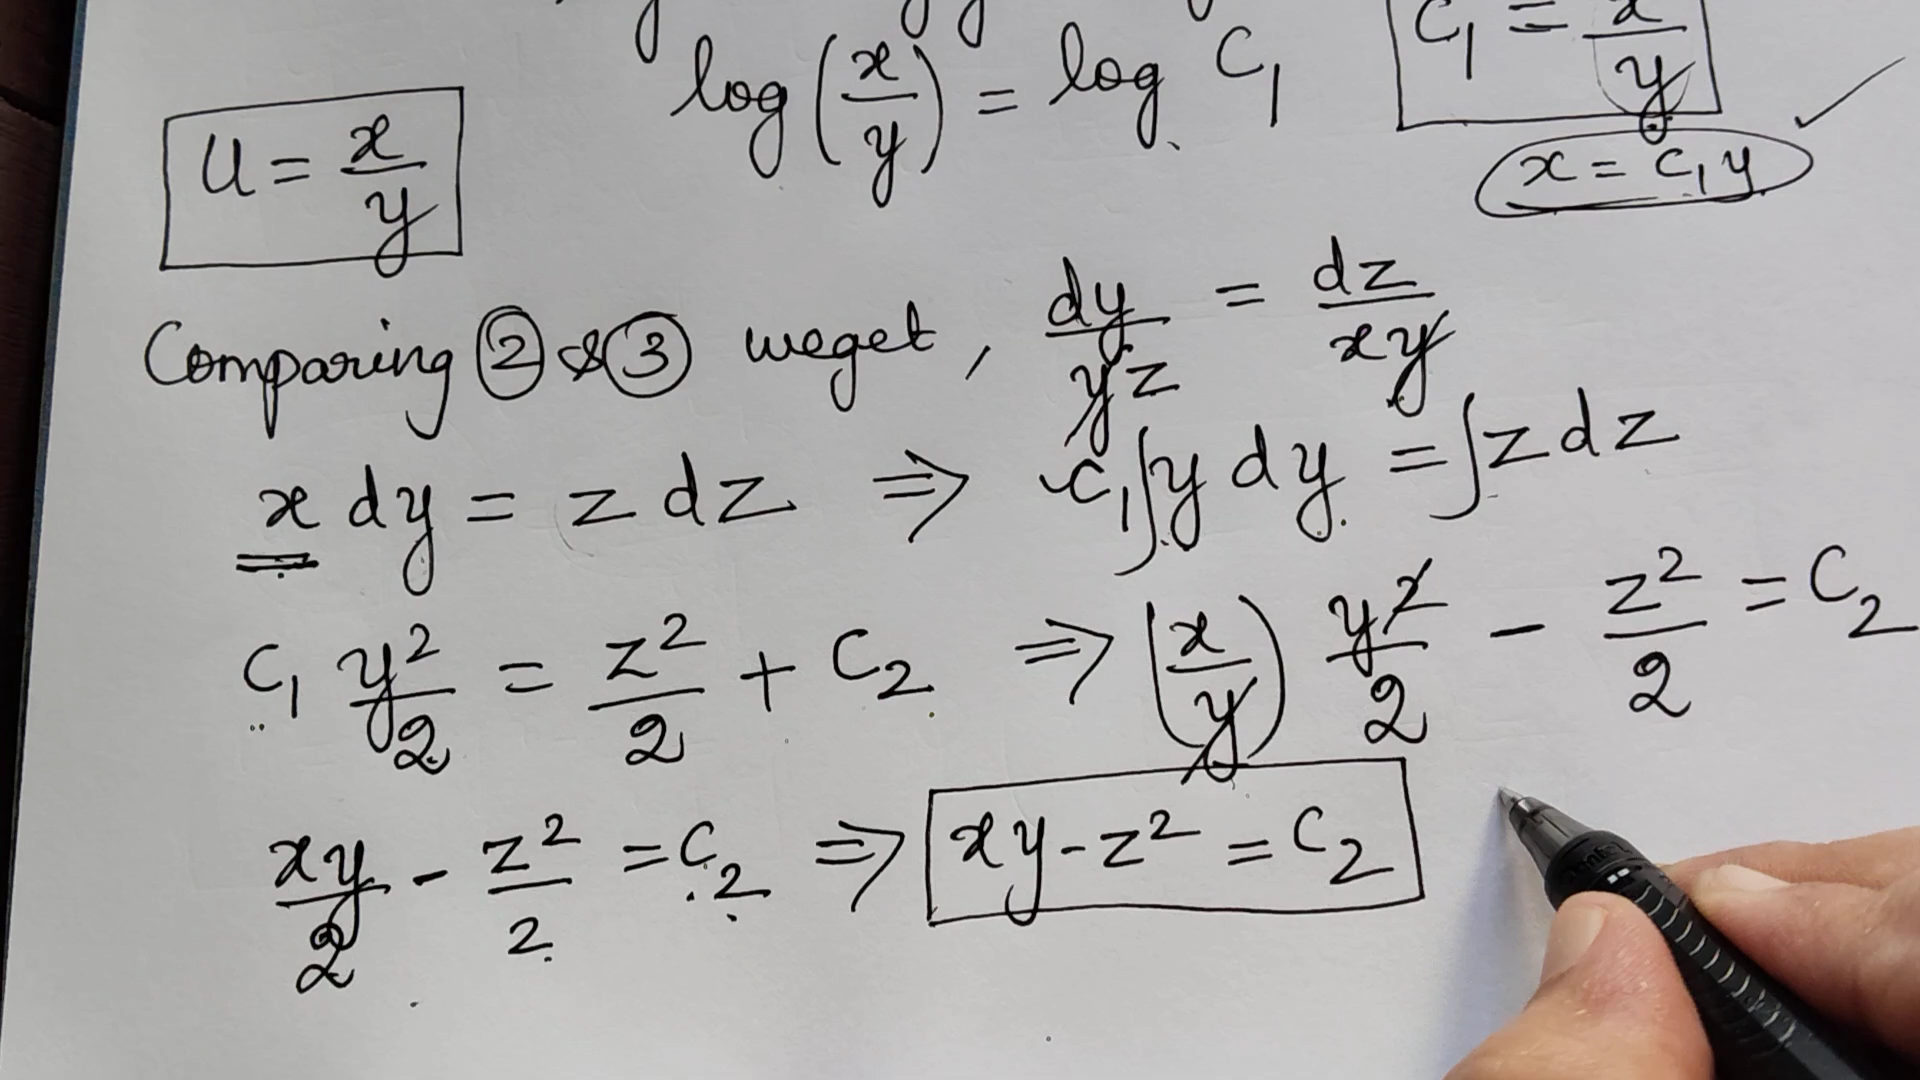 log(x/y) = log C₁
C₁ = x/y
U = x/y
x = C₁y
Comparing ② & ③ we get, dy/yz = dz/xy
x dy = z dz ⇒ C₁∫y dy = ∫z dz
C₁ y²/2 = z²/2 + C₂ ⇒ (x/y) y²/2 - z²/2 = C₂
xy/2 - z²/2 = C₂ ⇒ xy - z² = C₂